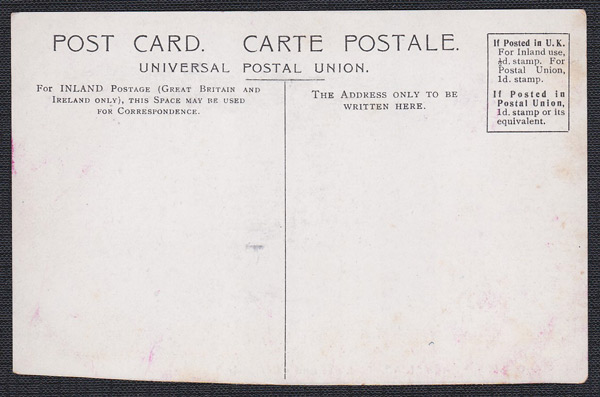 POST CARD. CARTE POSTALE.
UNIVERSAL POSTAL UNION.
For INLAND Postage (Great Britain and
Ireland only), this Space may be used
for Correspondence.
The Address only to be
written here.
If Posted in U.K.
For Inland use,
½d. stamp. For
Postal Union,
1d. stamp.
If Posted in
Postal Union,
1d. stamp or its
equivalent.